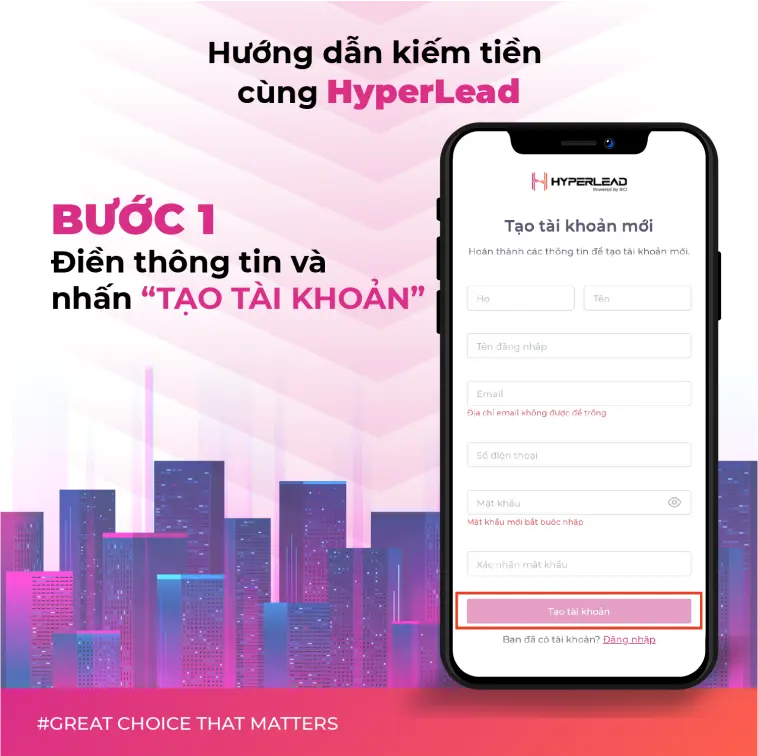 Hướng dẫn kiếm tiền
cùng HyperLead
BƯỚC 1
Điền thông tin và
nhấn “TẠO TÀI KHOẢN”
HYPERLEAD
Powered by SCI
Tạo tài khoản mới
Hoàn thành các thông tin để tạo tài khoản mới.
Họ Tên
Tên đăng nhập
Email
Địa chỉ email không được để trống
Số điện thoại
Mật khẩu
Mật khẩu mới bắt buộc nhập
Xác nhận mật khẩu
Tạo tài khoản
Bạn đã có tài khoản? Đăng nhập
#GREAT CHOICE THAT MATTERS